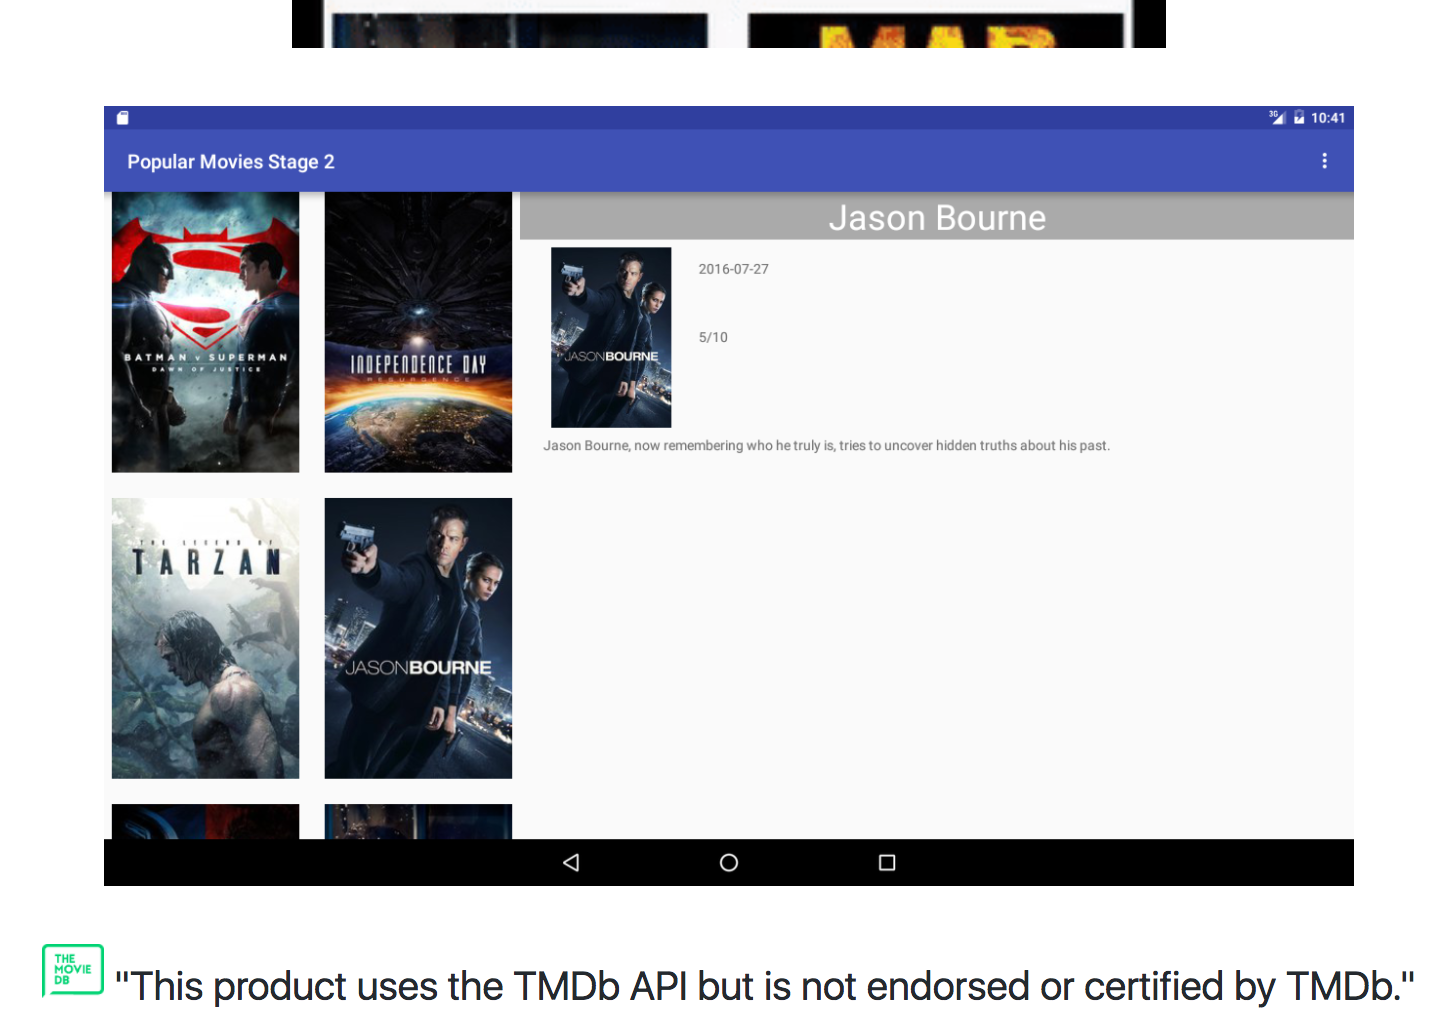 3G 10:41
Popular Movies Stage 2
BATMAN v SUPERMAN
DAWN OF JUSTICE
INDEPENDENCE DAY
RESURGENCE
Jason Bourne
JASONBOURNE
2016-07-27
5/10
Jason Bourne, now remembering who he truly is, tries to uncover hidden truths about his past.
THE LEGEND OF
TARZAN
JASONBOURNE
THE
MOVIE
DB
"This product uses the TMDb API but is not endorsed or certified by TMDb."